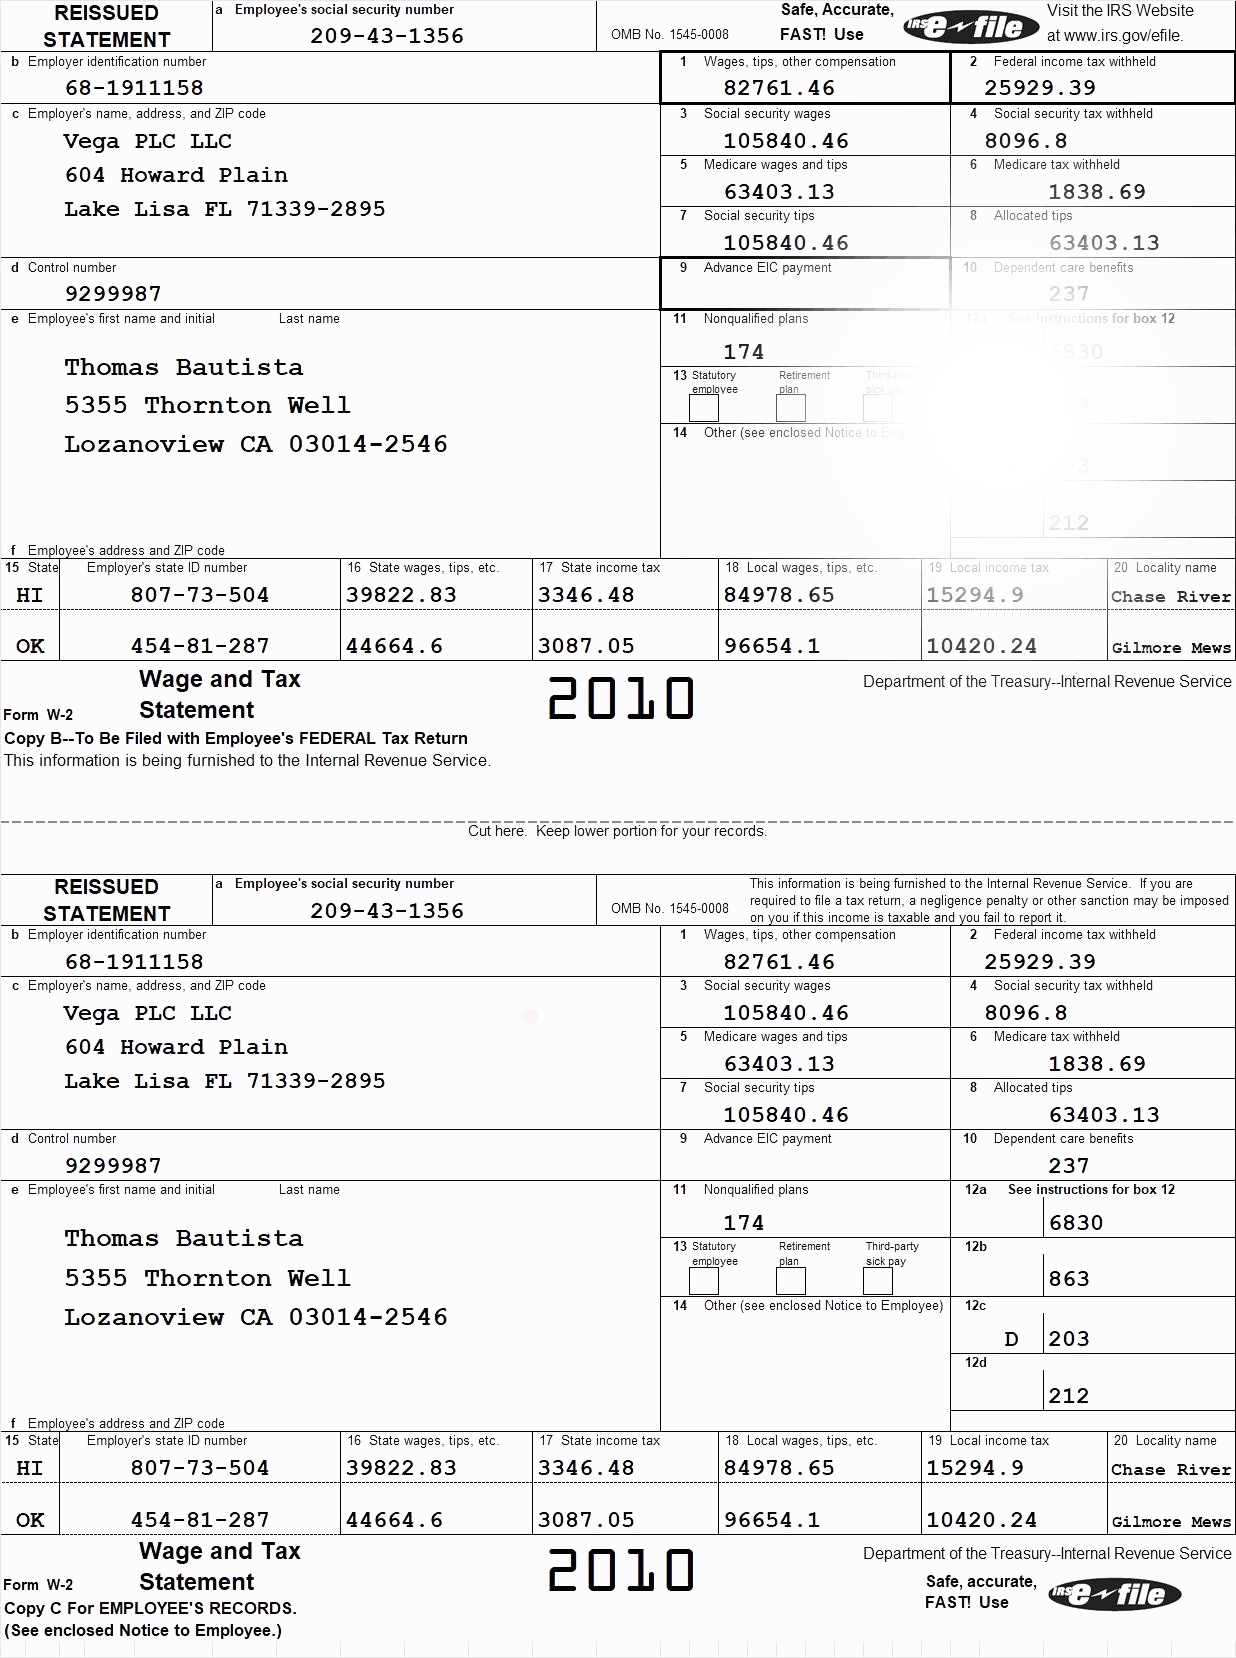 REISSUED STATEMENT
a Employee's social security number
209-43-1356
OMB No. 1545-0008
Safe, Accurate, FAST! Use
IRS e-file
Visit the IRS Website at www.irs.gov/efile.
b Employer identification number
68-1911158
1 Wages, tips, other compensation
82761.46
2 Federal income tax withheld
25929.39
c Employer's name, address, and ZIP code
Vega PLC LLC
604 Howard Plain
Lake Lisa FL 71339-2895
3 Social security wages
105840.46
4 Social security tax withheld
8096.8
5 Medicare wages and tips
63403.13
6 Medicare tax withheld
1838.69
7 Social security tips
105840.46
8 Allocated tips
63403.13
d Control number
9299987
9 Advance EIC payment
10 Dependent care benefits
237
e Employee's first name and initial Last name
Thomas Bautista
5355 Thornton Well
Lozanoview CA 03014-2546
11 Nonqualified plans
174
12a See instructions for box 12
6830
13 Statutory employee
Retirement plan
Third-party sick pay
14 Other (see enclosed Notice to
203
212
f Employee's address and ZIP code
15 State Employer's state ID number 16 State wages, tips, etc. 17 State income tax 18 Local wages, tips, etc. 19 Local income tax 20 Locality name
HI 807-73-504 39822.83 3346.48 84978.65 15294.9 Chase River
OK 454-81-287 44664.6 3087.05 96654.1 10420.24 Gilmore Mews
Form W-2 Wage and Tax Statement
2010
Department of the Treasury--Internal Revenue Service
Copy B--To Be Filed with Employee's FEDERAL Tax Return
This information is being furnished to the Internal Revenue Service.
Cut here. Keep lower portion for your records.
REISSUED STATEMENT
a Employee's social security number
209-43-1356
OMB No. 1545-0008
This information is being furnished to the Internal Revenue Service. If you are
required to file a tax return, a negligence penalty or other sanction may be imposed
on you if this income is taxable and you fail to report it.
b Employer identification number
68-1911158
1 Wages, tips, other compensation
82761.46
2 Federal income tax withheld
25929.39
c Employer's name, address, and ZIP code
Vega PLC LLC
604 Howard Plain
Lake Lisa FL 71339-2895
3 Social security wages
105840.46
4 Social security tax withheld
8096.8
5 Medicare wages and tips
63403.13
6 Medicare tax withheld
1838.69
7 Social security tips
105840.46
8 Allocated tips
63403.13
d Control number
9299987
9 Advance EIC payment
10 Dependent care benefits
237
e Employee's first name and initial Last name
Thomas Bautista
5355 Thornton Well
Lozanoview CA 03014-2546
11 Nonqualified plans
174
12a See instructions for box 12
6830
13 Statutory employee
Retirement plan
Third-party sick pay
12b
863
14 Other (see enclosed Notice to Employee)
12c
D 203
12d
212
f Employee's address and ZIP code
15 State Employer's state ID number 16 State wages, tips, etc. 17 State income tax 18 Local wages, tips, etc. 19 Local income tax 20 Locality name
HI 807-73-504 39822.83 3346.48 84978.65 15294.9 Chase River
OK 454-81-287 44664.6 3087.05 96654.1 10420.24 Gilmore Mews
Form W-2 Wage and Tax Statement
2010
Department of the Treasury--Internal Revenue Service
Safe, accurate, FAST! Use
IRS e-file
Copy C For EMPLOYEE'S RECORDS.
(See enclosed Notice to Employee.)